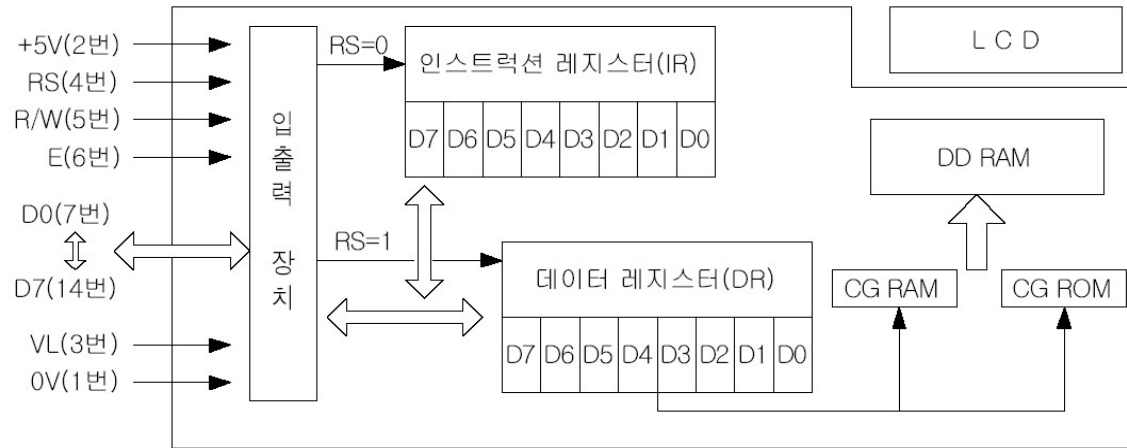 +5V(2번)
RS(4번)
R/W(5번)
E(6번)
D0(7번)
D7(14번)
VL(3번)
0V(1번)
입출력 장치
RS=0
인스트럭션 레지스터(IR)
D7 D6 D5 D4 D3 D2 D1 D0
RS=1
데이터 레지스터(DR)
D7 D6 D5 D4 D3 D2 D1 D0
L C D
DD RAM
CG RAM
CG ROM